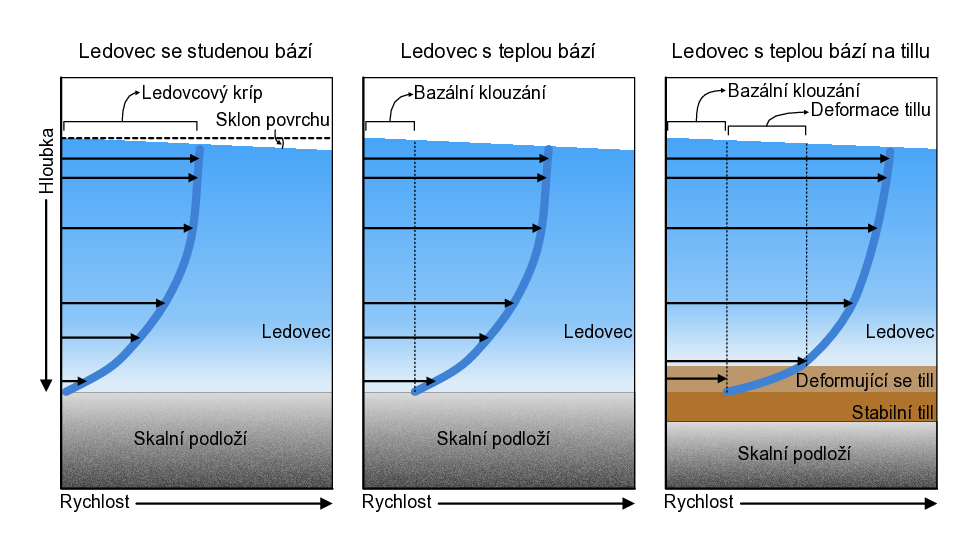 Ledovec se studenou bází
Ledovcový kríp
Sklon povrchu
Hloubka
Ledovec
Skalní podloží
Rychlost
Ledovec s teplou bází
Bazální klouzání
Ledovec
Skalní podloží
Rychlost
Ledovec s teplou bází na tillu
Bazální klouzání
Deformace tillu
Ledovec
Deformující se till
Stabilní till
Skalní podloží
Rychlost